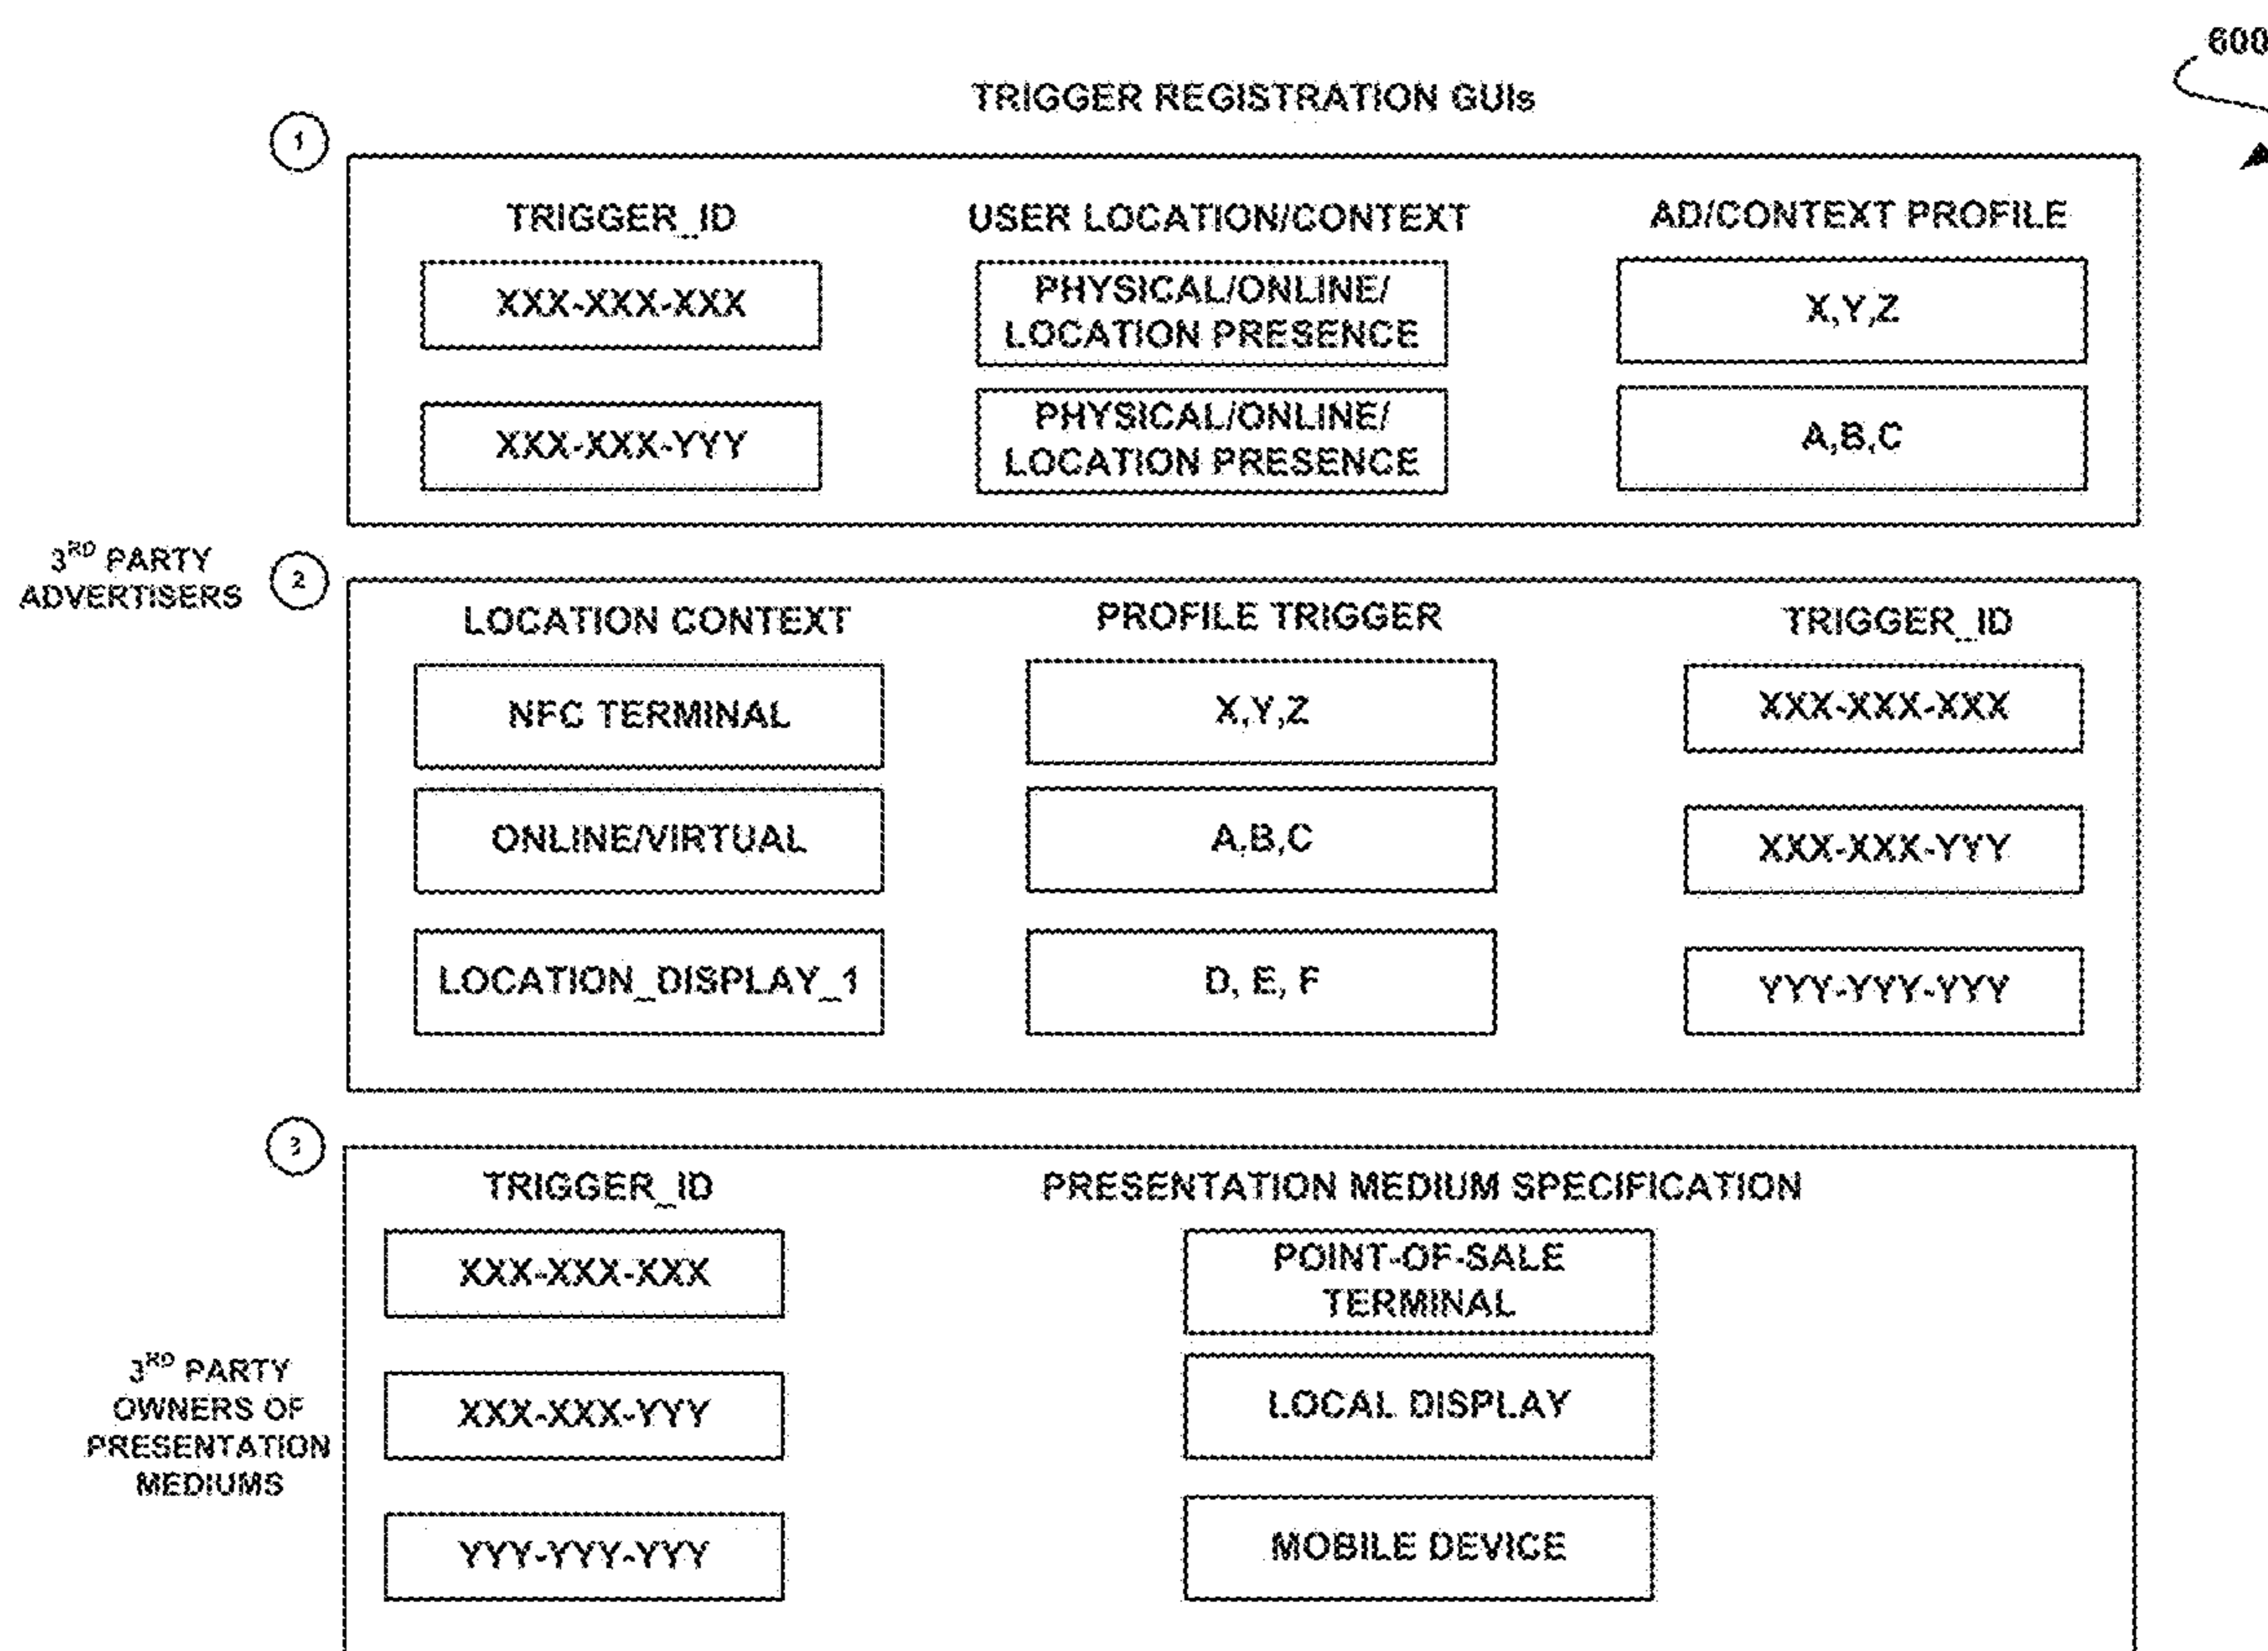 600
TRIGGER REGISTRATION GUIs
1
TRIGGER_ID USER LOCATION/CONTEXT AD/CONTEXT PROFILE
XXX-XXX-XXX
PHYSICAL/ONLINE/
LOCATION PRESENCE
X,Y,Z
XXX-XXX-YYY
PHYSICAL/ONLINE/
LOCATION PRESENCE
A,B,C
3RD PARTY
ADVERTISERS
2
LOCATION CONTEXT PROFILE TRIGGER TRIGGER_ID
NFC TERMINAL X,Y,Z XXX-XXX-XXX
ONLINE/VIRTUAL A,B,C XXX-XXX-YYY
LOCATION_DISPLAY_1 D, E, F YYY-YYY-YYY
3
TRIGGER_ID PRESENTATION MEDIUM SPECIFICATION
XXX-XXX-XXX
POINT-OF-SALE
TERMINAL
3RD PARTY
OWNERS OF
PRESENTATION
MEDIUMS
XXX-XXX-YYY LOCAL DISPLAY
YYY-YYY-YYY MOBILE DEVICE